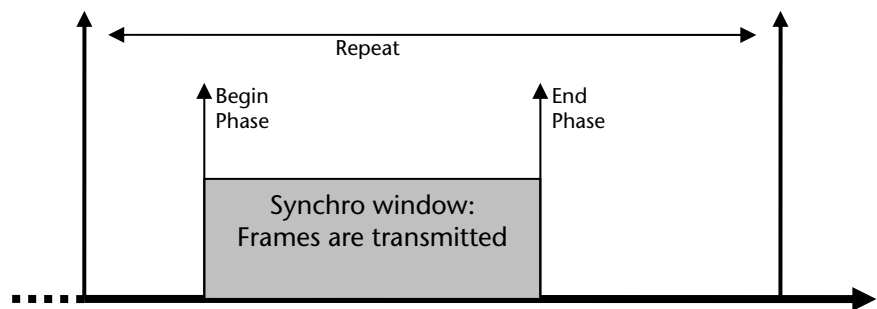 Repeat
Begin
Phase
End
Phase
Synchro window:
Frames are transmitted